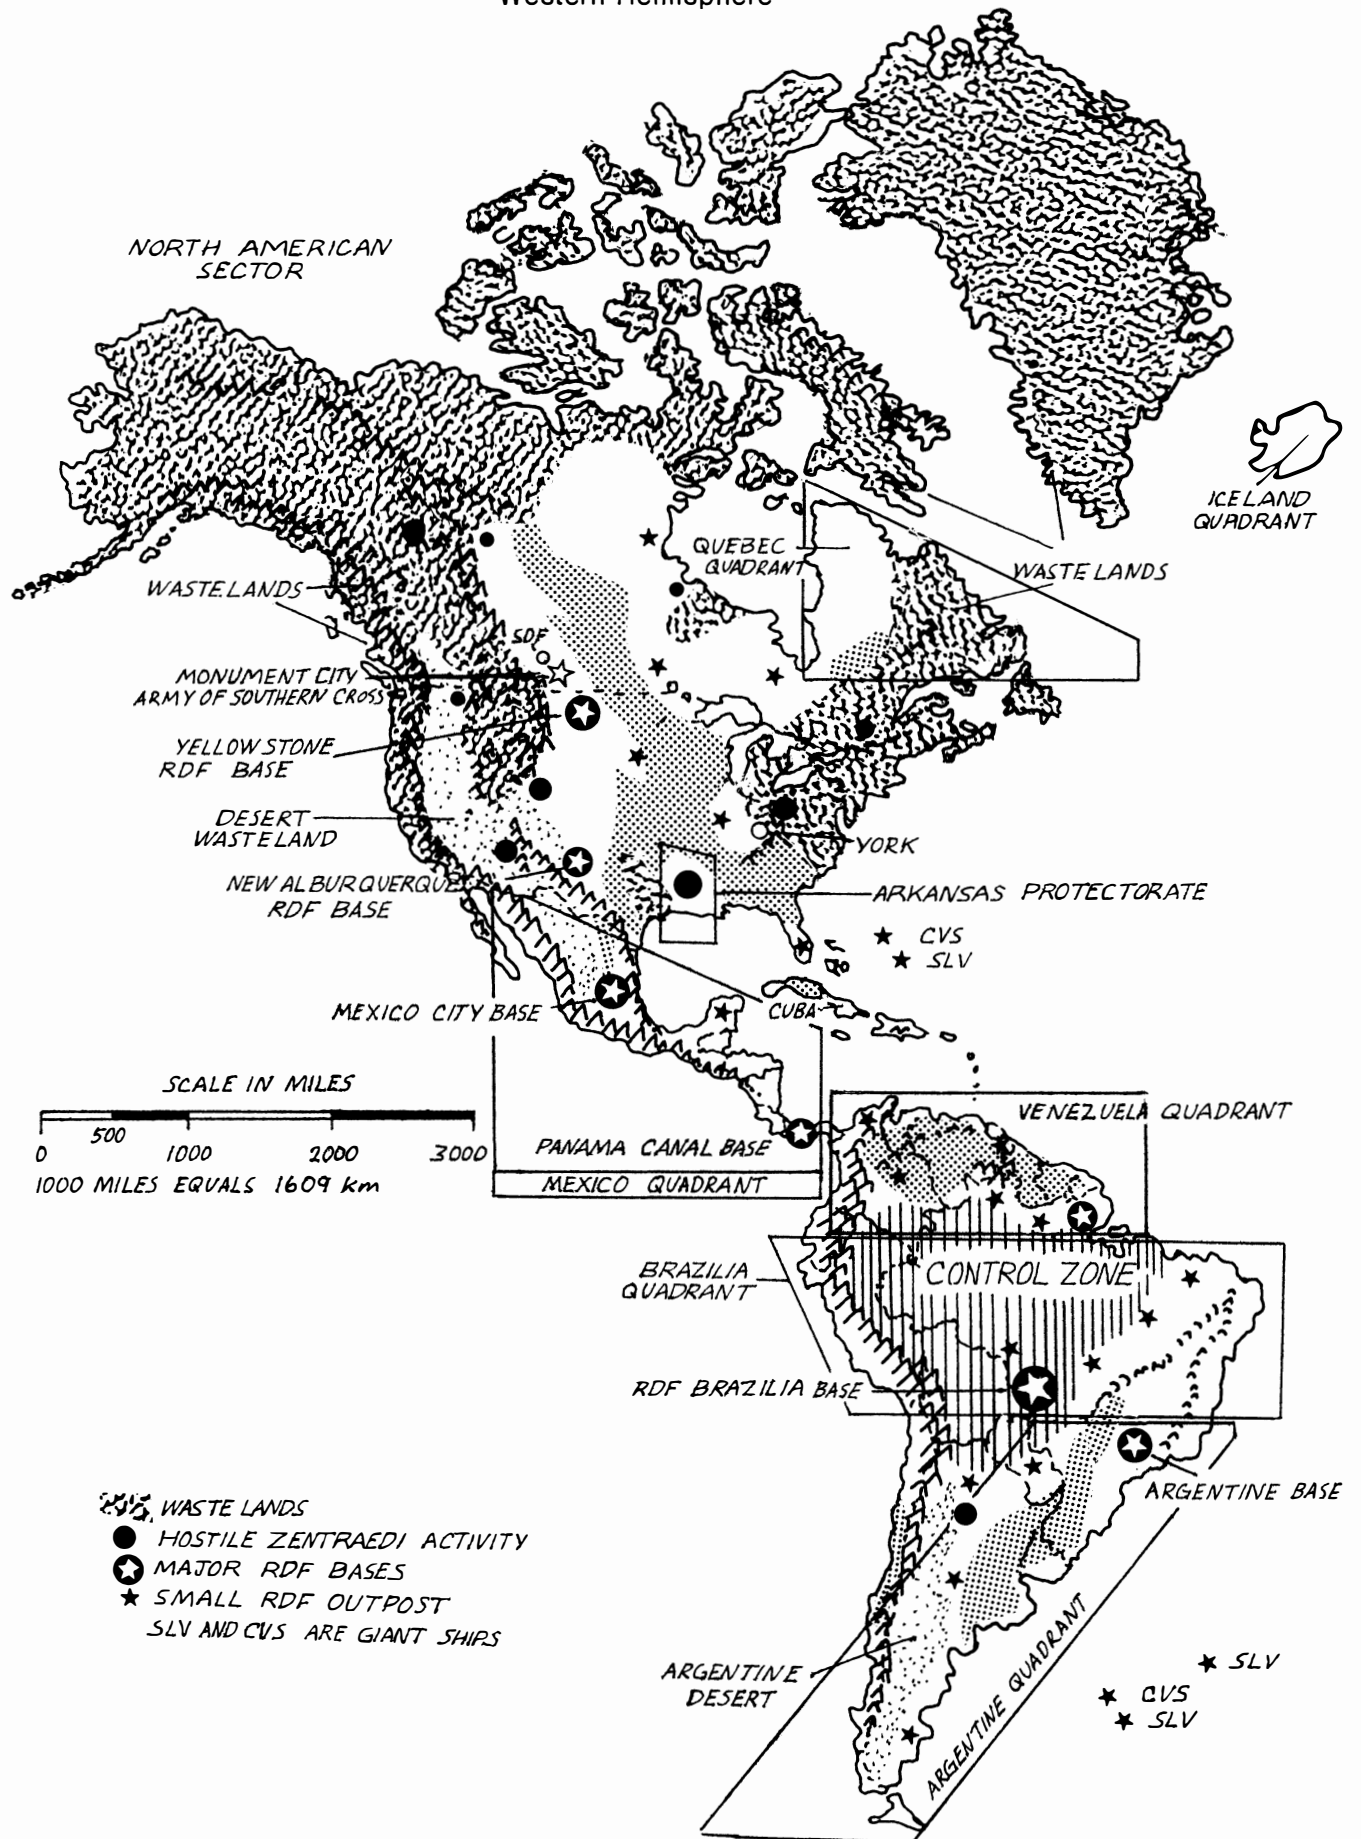 Western Hemisphere
NORTH AMERICAN
SECTOR
ICELAND
QUADRANT
QUEBEC
QUADRANT
WASTELANDS
WASTELANDS
SDF
MONUMENT CITY
ARMY OF SOUTHERN CROSS
YELLOWSTONE
RDF BASE
DESERT
WASTELAND
YORK
NEW ALBURQUERQUE
RDF BASE
ARKANSAS PROTECTORATE
CVS
SLV
MEXICO CITY BASE
CUBA
SCALE IN MILES
0 500 1000 2000 3000
1000 MILES EQUALS 1609 km
PANAMA CANAL BASE
MEXICO QUADRANT
VENEZUELA QUADRANT
BRAZILIA
QUADRANT
CONTROL ZONE
RDF BRAZILIA BASE
ARGENTINE BASE
WASTE LANDS
HOSTILE ZENTRAEDI ACTIVITY
MAJOR RDF BASES
SMALL RDF OUTPOST
SLV AND CVS ARE GIANT SHIPS
ARGENTINE
DESERT
ARGENTINE QUADRANT
SLV
CVS
SLV